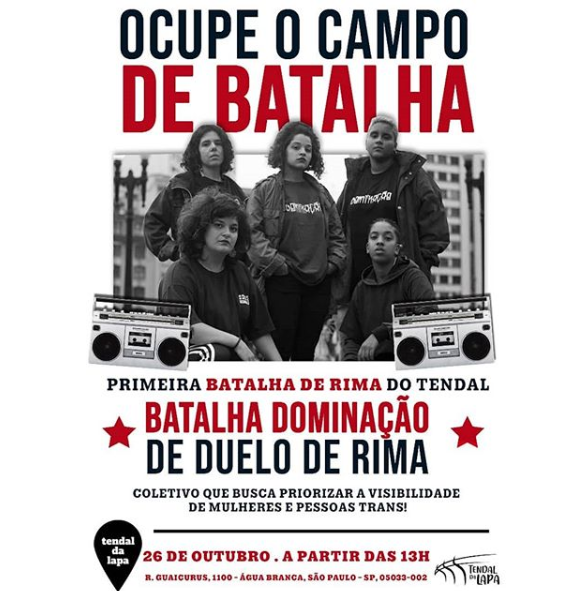 OCUPE O CAMPO
DE BATALHA
DOMINAÇÃO
DOMINAÇÃO
PRIMEIRA BATALHA DE RIMA DO TENDAL
BATALHA DOMINAÇÃO
DE DUELO DE RIMA
COLETIVO QUE BUSCA PRIORIZAR A VISIBILIDADE
DE MULHERES E PESSOAS TRANS!
tendal
da
lapa
26 DE OUTUBRO . A PARTIR DAS 13H
R. GUAICURUS, 1100 - ÁGUA BRANCA, SÃO PAULO - SP, 05033-002
TENDAL
DA LAPA